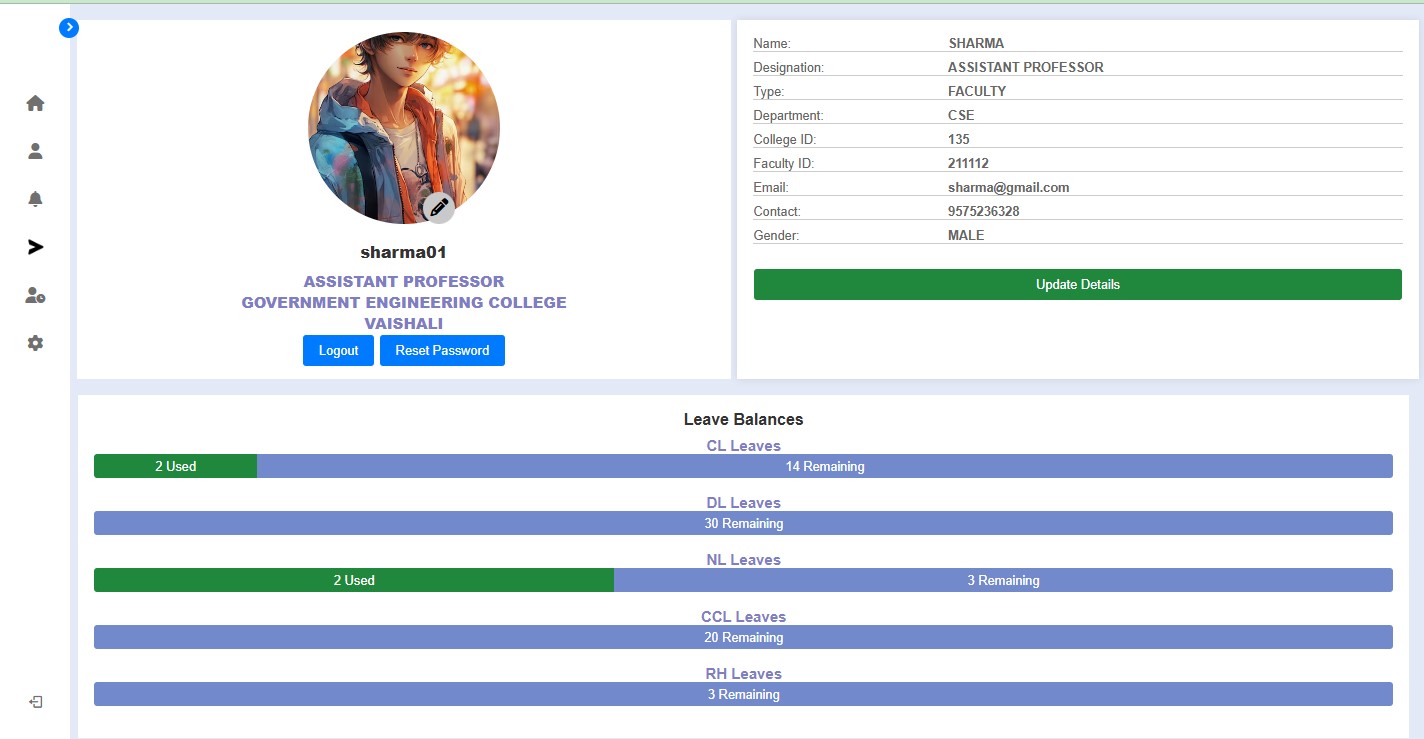 sharma01
ASSISTANT PROFESSOR
GOVERNMENT ENGINEERING COLLEGE
VAISHALI
Logout Reset Password
Name: SHARMA
Designation: ASSISTANT PROFESSOR
Type: FACULTY
Department: CSE
College ID: 135
Faculty ID: 211112
Email: sharma@gmail.com
Contact: 9575236328
Gender: MALE
Update Details
Leave Balances
CL Leaves
2 Used 14 Remaining
DL Leaves
30 Remaining
NL Leaves
2 Used 3 Remaining
CCL Leaves
20 Remaining
RH Leaves
3 Remaining